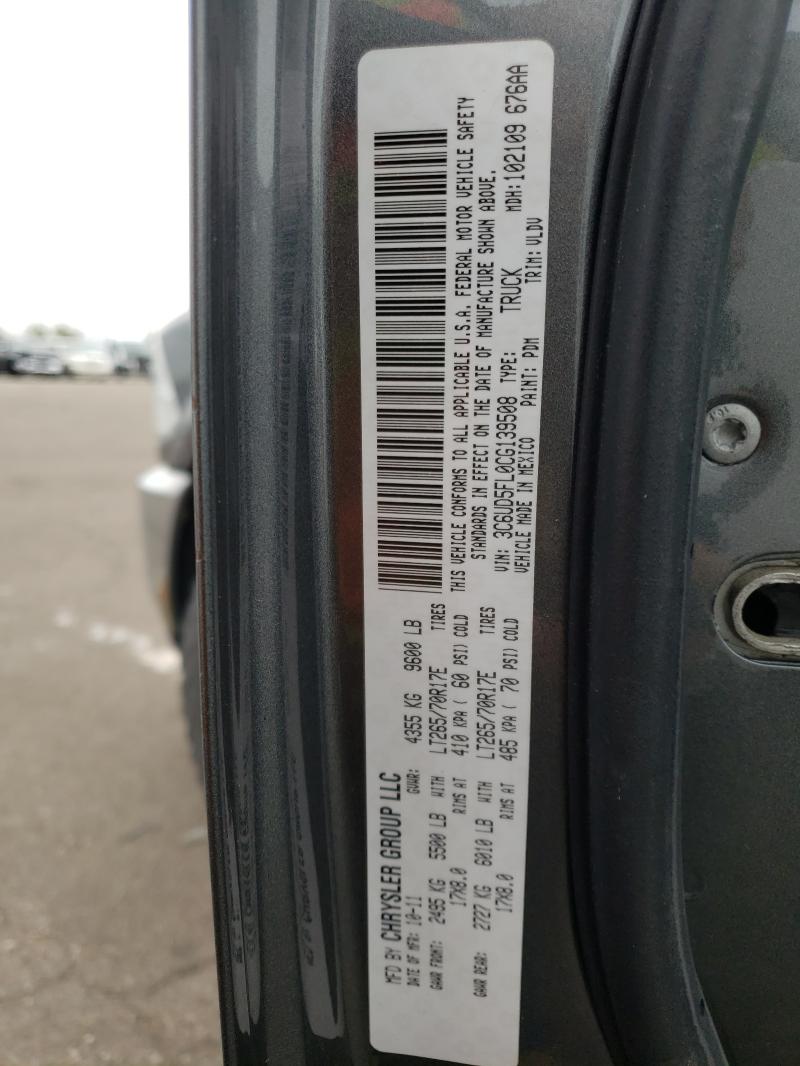 MFD BY CHRYSLER GROUP LLC
DATE OF MFR: 10-11 GVWR: 4355 KG 9600 LB
GAWR FRONT: 2495 KG 5500 LB WITH LT265/70R17E TIRES
17X8.0 RIMS AT 410 KPA ( 60 PSI) COLD
GAWR REAR: 2727 KG 6010 LB WITH LT265/70R17E TIRES
17X8.0 RIMS AT 485 KPA ( 70 PSI) COLD
THIS VEHICLE CONFORMS TO ALL APPLICABLE U.S.A. FEDERAL MOTOR VEHICLE SAFETY
STANDARDS IN EFFECT ON THE DATE OF MANUFACTURE SHOWN ABOVE.
VIN: 3C6UD5FL0CG139508 TYPE: TRUCK MDH: 102109 676AA
VEHICLE MADE IN MEXICO PAINT: PDM TRIM: VLDV